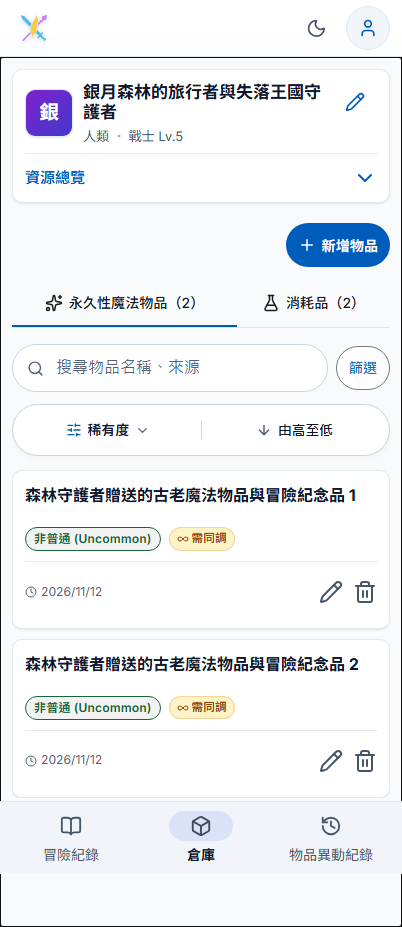 銀
銀月森林的旅行者與失落王國守
護者
人類 • 戰士 Lv.5
資源總覽
新增物品
永久性魔法物品（2）
消耗品（2）
搜尋物品名稱、來源
篩選
稀有度
由高至低
森林守護者贈送的古老魔法物品與冒險紀念品 1
非普通 (Uncommon)
需同調
2026/11/12
森林守護者贈送的古老魔法物品與冒險紀念品 2
非普通 (Uncommon)
需同調
2026/11/12
冒險紀錄
倉庫
物品異動紀錄